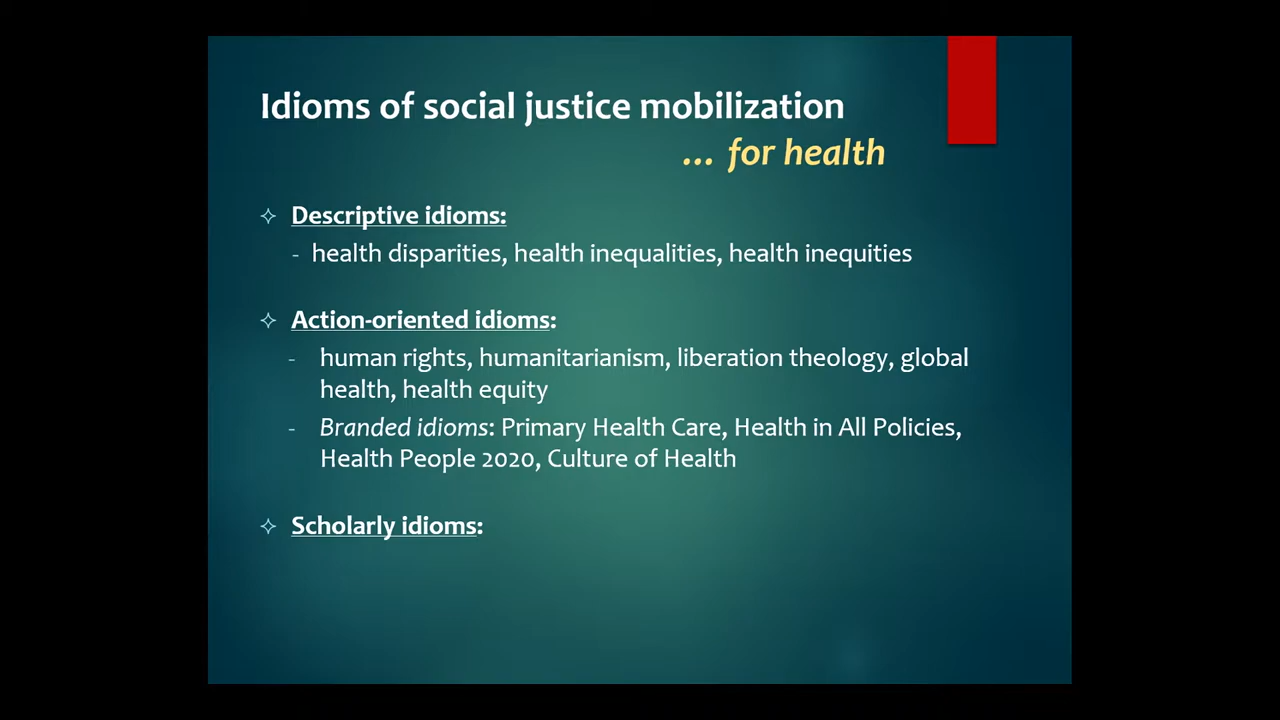 Idioms of social justice mobilization
... for health
Descriptive idioms:
- health disparities, health inequalities, health inequities
Action-oriented idioms:
- human rights, humanitarianism, liberation theology, global
health, health equity
- Branded idioms: Primary Health Care, Health in All Policies,
Health People 2020, Culture of Health
Scholarly idioms: